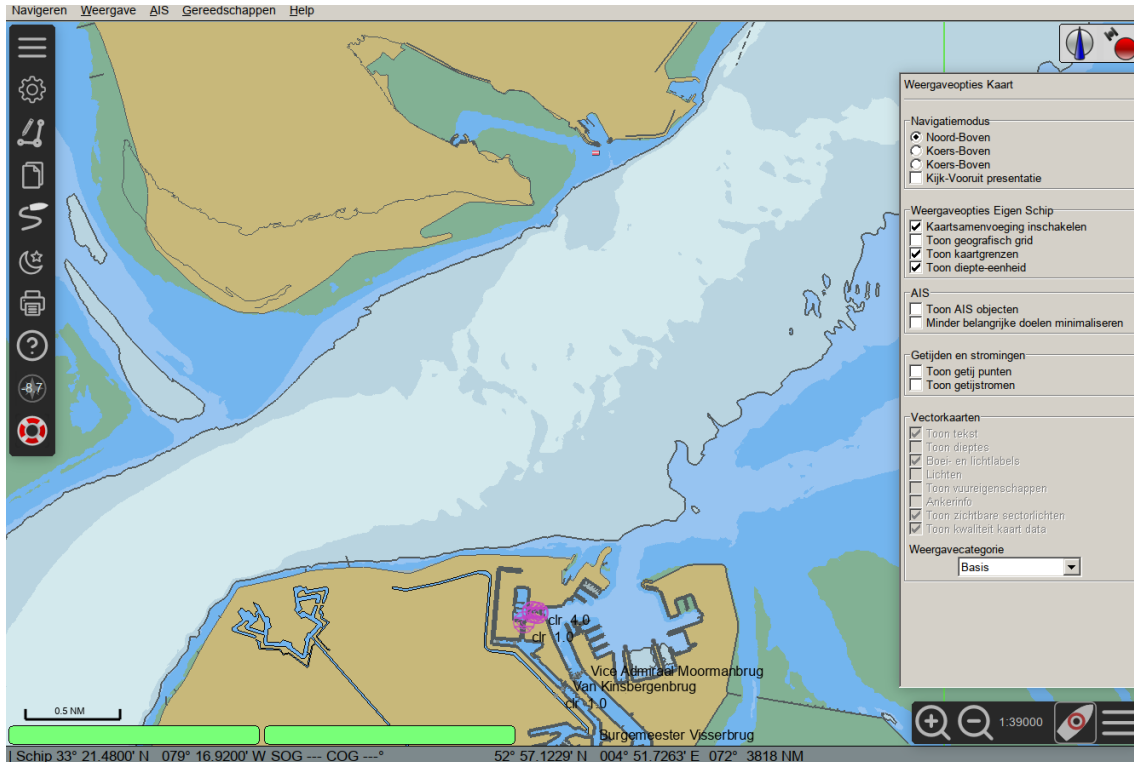 Navigeren Weergave AIS Gereedschappen Help
Weergaveopties Kaart
Navigatiemodus
Noord-Boven
Koers-Boven
Koers-Boven
Kijk-Vooruit presentatie
Weergaveopties Eigen Schip
Kaartsamenvoeging inschakelen
Toon geografisch grid
Toon kaartgrenzen
Toon diepte-eenheid
AIS
Toon AIS objecten
Minder belangrijke doelen minimaliseren
Getijden en stromingen
Toon getij punten
Toon getijstromen
Vectorkaarten
Toon tekst
Toon dieptes
Boei- en lichtlabels
Lichten
Toon vuureigenschappen
Ankerinfo
Toon zichtbare sectorlichten
Toon kwaliteit kaart data
Weergavecategorie
Basis
-8.7
clr 4.0
clr 1.0
Vice Admiraal Moormanbrug
Van Kinsbergenbrug
clr 1.0
Burgemeester Visserbrug
0.5 NM
1:39000
Schip 33° 21.4800' N 079° 16.9200' W SOG --- COG ---° 52° 57.1229' N 004° 51.7263' E 072° 3818 NM